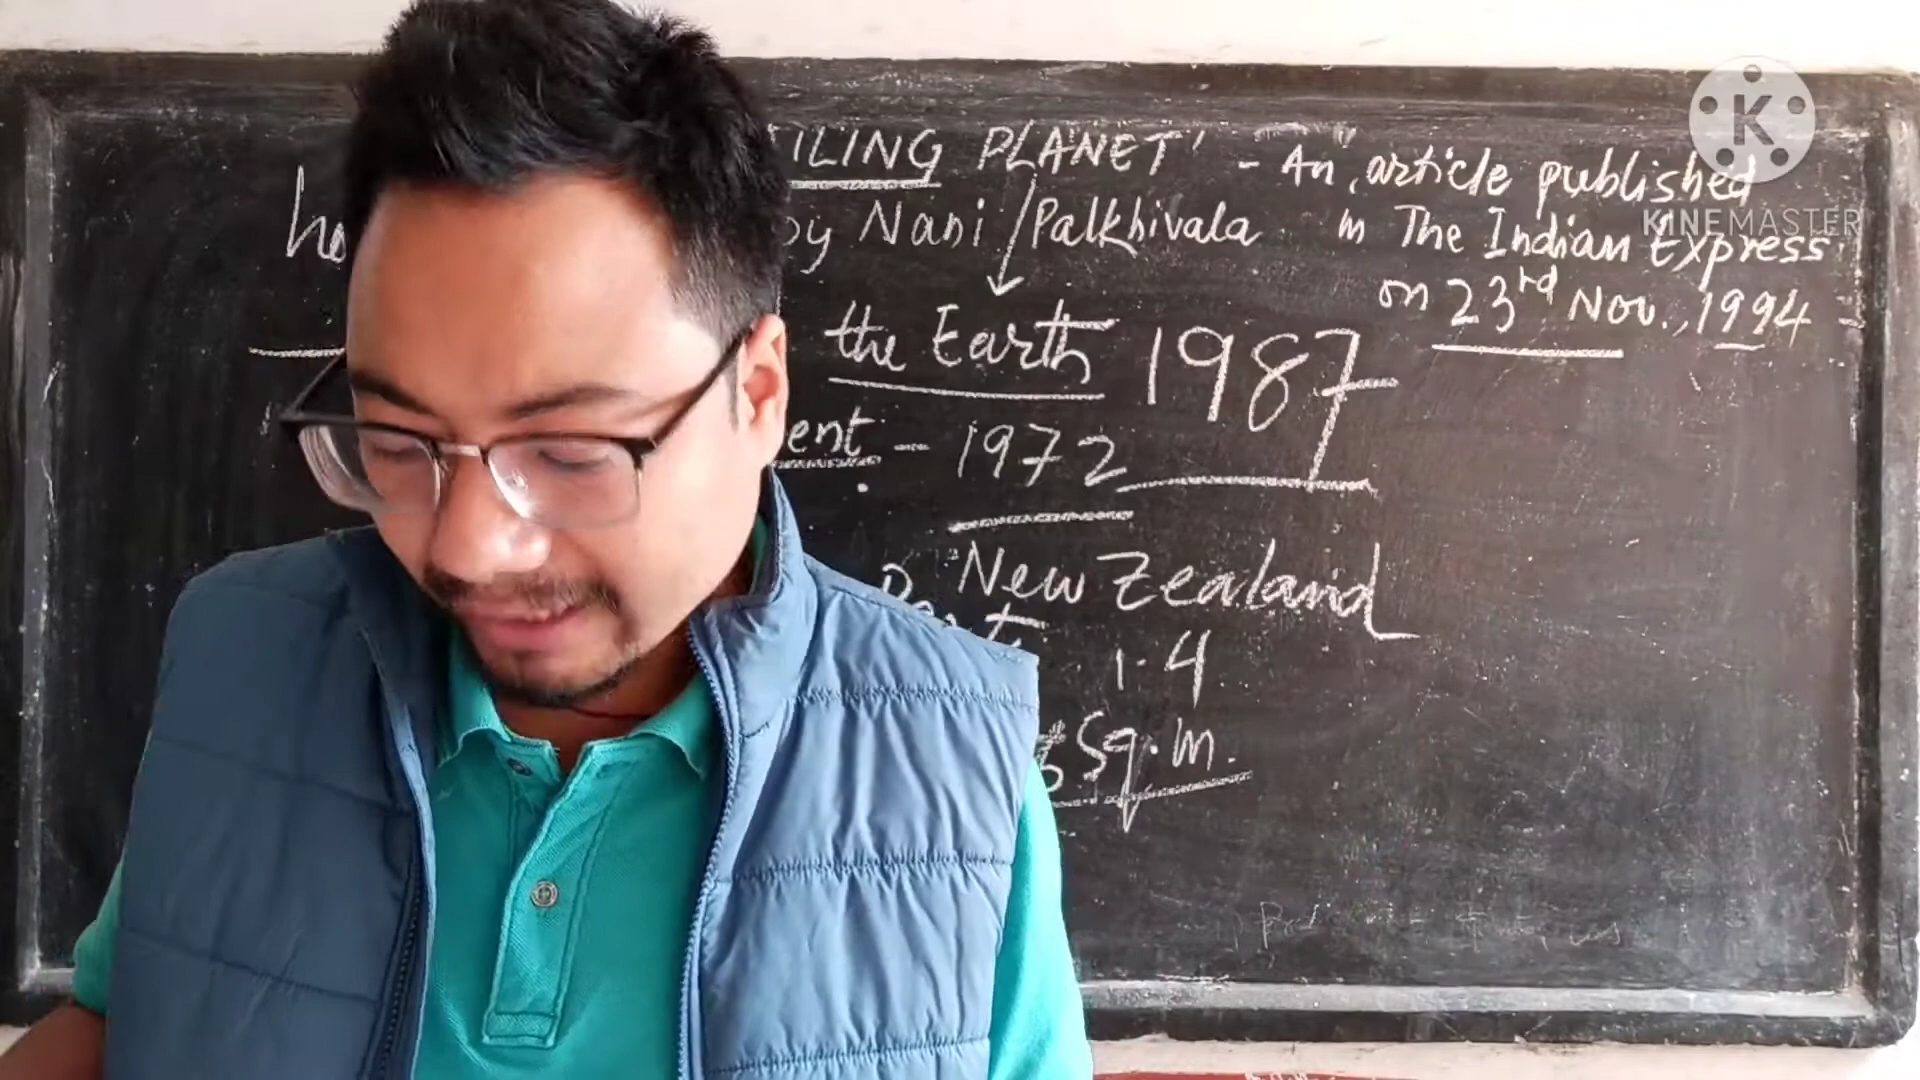 ILING PLANET' - An article published
by Nani Palkhivala in The Indian Express
on 23rd Nov., 1994
the Earth 1987
ent - 1972
New Zealand
1.4
Sq.m.
K
KINEMASTER